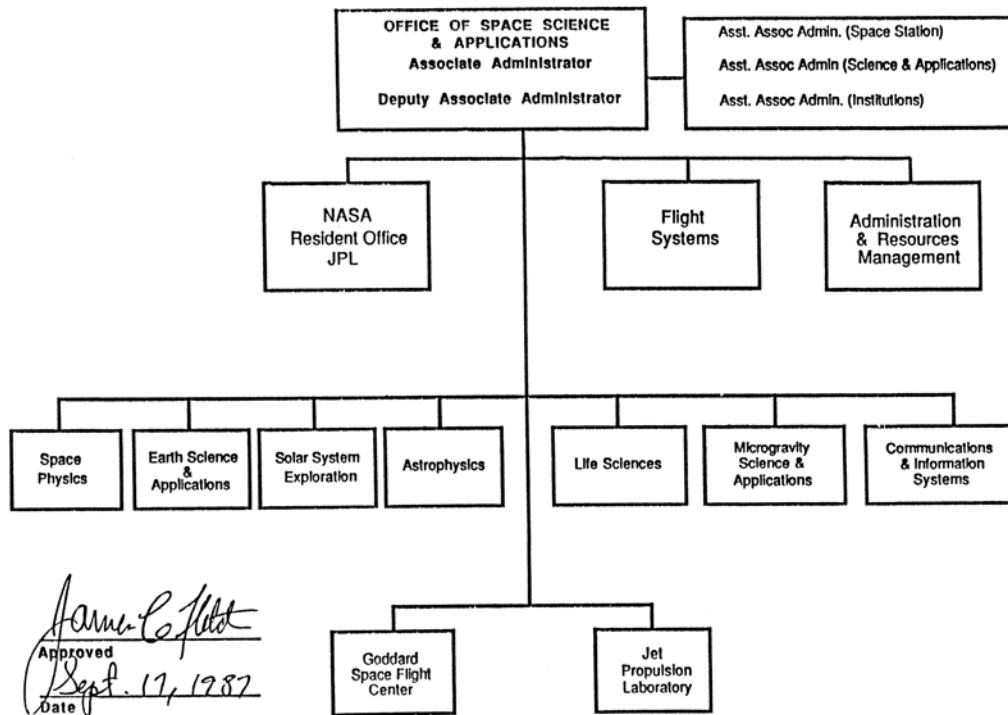 OFFICE OF SPACE SCIENCE
& APPLICATIONS
Associate Administrator
Deputy Associate Administrator
Asst. Assoc Admin. (Space Station)
Asst. Assoc Admin (Science & Applications)
Asst. Assoc Admin. (Institutions)
NASA
Resident Office
JPL
Flight
Systems
Administration
& Resources
Management
Space
Physics
Earth Science
&
Applications
Solar System
Exploration
Astrophysics
Life Sciences
Microgravity
Science &
Applications
Communications
& Information
Systems
James C Fletch
Approved
Sept. 17, 1987
Date
Goddard
Space Flight
Center
Jet
Propulsion
Laboratory